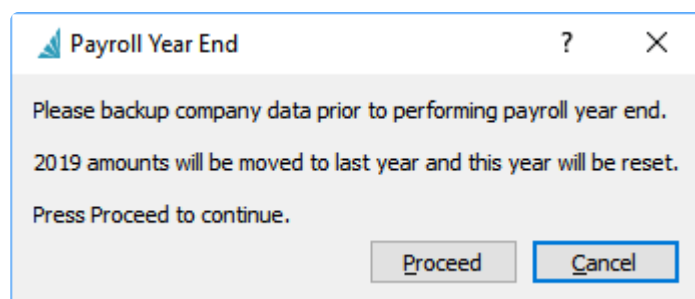 Payroll Year End ?
Please backup company data prior to performing payroll year end.
2019 amounts will be moved to last year and this year will be reset.
Press Proceed to continue.
Proceed Cancel